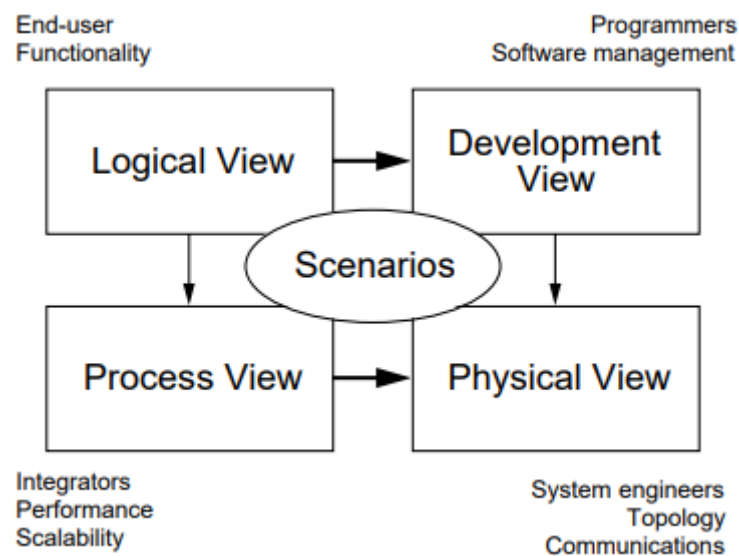 End-user
Functionality
Programmers
Software management
Logical View
Development
View
Scenarios
Process View
Physical View
Integrators
Performance
Scalability
System engineers
Topology
Communications